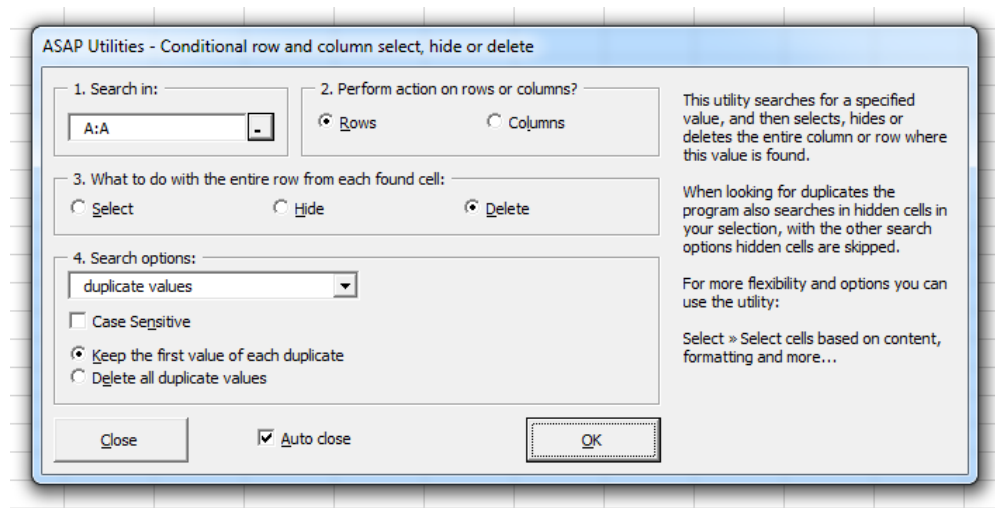 ASAP Utilities - Conditional row and column select, hide or delete
1. Search in:
A:A
2. Perform action on rows or columns?
Rows
Columns
3. What to do with the entire row from each found cell:
Select
Hide
Delete
4. Search options:
duplicate values
Case Sensitive
Keep the first value of each duplicate
Delete all duplicate values
Close
Auto close
OK
This utility searches for a specified
value, and then selects, hides or
deletes the entire column or row where
this value is found.
When looking for duplicates the
program also searches in hidden cells in
your selection, with the other search
options hidden cells are skipped.
For more flexibility and options you can
use the utility:
Select » Select cells based on content,
formatting and more...